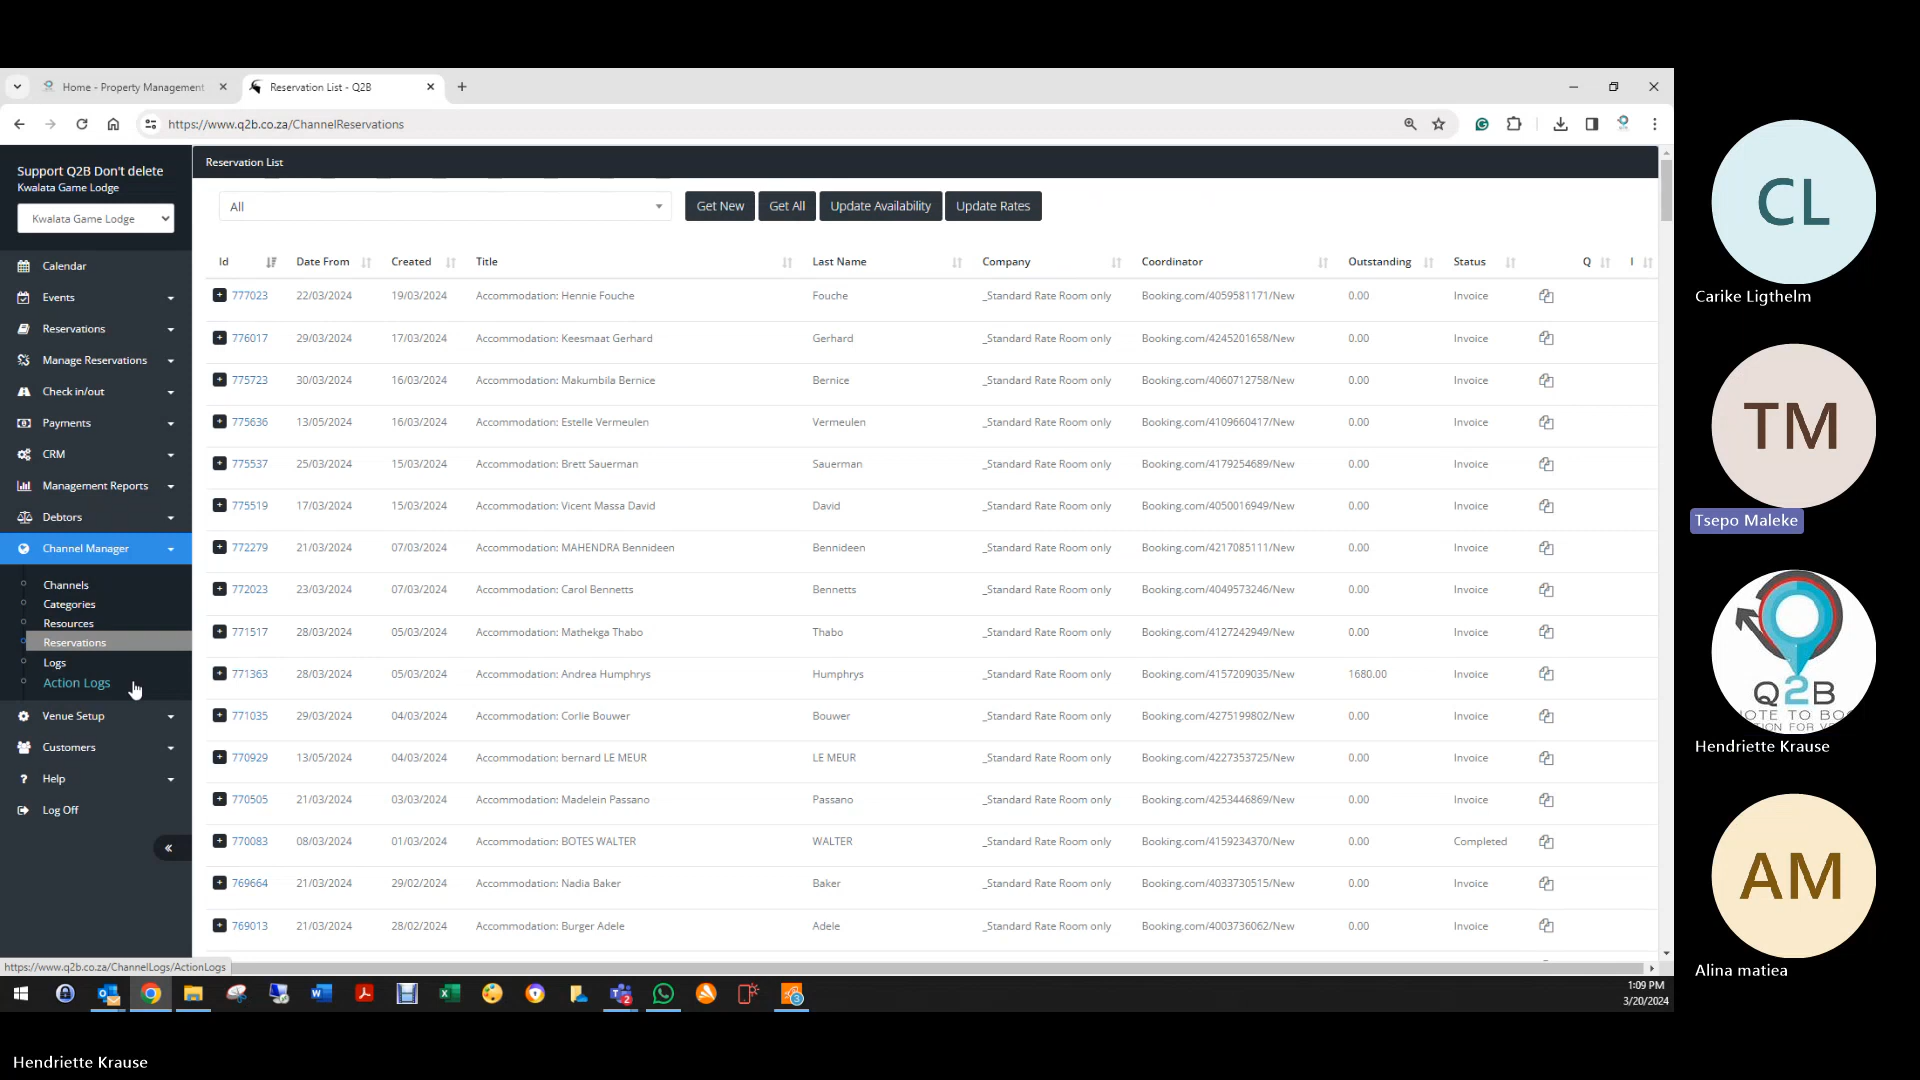 Home - Property Management
Reservation List - Q2B
https://www.q2b.co.za/ChannelReservations
Support Q2B Don't delete
Kwalata Game Lodge
Kwalata Game Lodge
Calendar
Events
Reservations
Manage Reservations
Check in/out
Payments
CRM
Management Reports
Debtors
Channel Manager
Channels
Categories
Resources
Reservations
Logs
Action Logs
Venue Setup
Customers
? Help
Log Off
Reservation List
All
Get New Get All Update Availability Update Rates
Id Date From Created Title Last Name Company Coordinator Outstanding Status Q I
777023 22/03/2024 19/03/2024 Accommodation: Hennie Fouche Fouche _Standard Rate Room only Booking.com/4059581171/New 0.00 Invoice
776017 29/03/2024 17/03/2024 Accommodation: Keesmaat Gerhard Gerhard _Standard Rate Room only Booking.com/4245201658/New 0.00 Invoice
775723 30/03/2024 16/03/2024 Accommodation: Makumbila Bernice Bernice _Standard Rate Room only Booking.com/4060712758/New 0.00 Invoice
775636 13/05/2024 16/03/2024 Accommodation: Estelle Vermeulen Vermeulen _Standard Rate Room only Booking.com/4109660417/New 0.00 Invoice
775537 25/03/2024 15/03/2024 Accommodation: Brett Sauerman Sauerman _Standard Rate Room only Booking.com/4179254689/New 0.00 Invoice
775519 17/03/2024 15/03/2024 Accommodation: Vicent Massa David David _Standard Rate Room only Booking.com/4050016949/New 0.00 Invoice
772279 21/03/2024 07/03/2024 Accommodation: MAHENDRA Bennideen Bennideen _Standard Rate Room only Booking.com/4217085111/New 0.00 Invoice
772023 23/03/2024 07/03/2024 Accommodation: Carol Bennetts Bennetts _Standard Rate Room only Booking.com/4049573246/New 0.00 Invoice
771517 28/03/2024 05/03/2024 Accommodation: Mathekga Thabo Thabo _Standard Rate Room only Booking.com/4127242949/New 0.00 Invoice
771363 28/03/2024 05/03/2024 Accommodation: Andrea Humphrys Humphrys _Standard Rate Room only Booking.com/4157209035/New 1680.00 Invoice
771035 29/03/2024 04/03/2024 Accommodation: Corlie Bouwer Bouwer _Standard Rate Room only Booking.com/4275199802/New 0.00 Invoice
770929 13/05/2024 04/03/2024 Accommodation: bernard LE MEUR LE MEUR _Standard Rate Room only Booking.com/4227353725/New 0.00 Invoice
770505 21/03/2024 03/03/2024 Accommodation: Madelein Passano Passano _Standard Rate Room only Booking.com/4253446869/New 0.00 Invoice
770083 08/03/2024 01/03/2024 Accommodation: BOTES WALTER WALTER _Standard Rate Room only Booking.com/4159234370/New 0.00 Completed
769664 21/03/2024 29/02/2024 Accommodation: Nadia Baker Baker _Standard Rate Room only Booking.com/4033730515/New 0.00 Invoice
769013 21/03/2024 28/02/2024 Accommodation: Burger Adele Adele _Standard Rate Room only Booking.com/4003736062/New 0.00 Invoice
https://www.q2b.co.za/ChannelLogs/ActionLogs
1:09 PM
3/20/2024
CL
Carike Ligthelm
TM
Tsepo Maleke
Q2B
OTE TO BO
TION FOR V
Hendriette Krause
AM
Alina matiea
Hendriette Krause